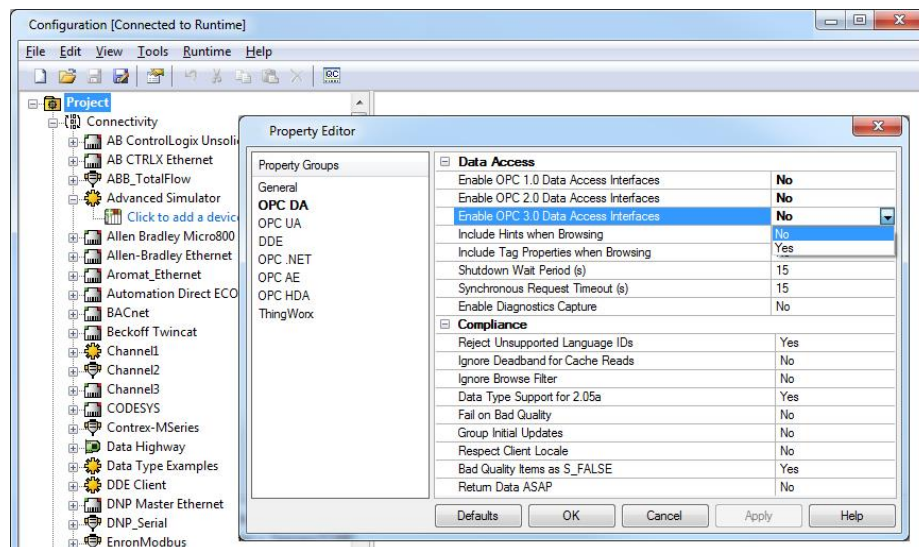 Configuration [Connected to Runtime]
File Edit View Tools Runtime Help
Project
Connectivity
AB ControlLogix Unsoli
AB CTRLX Ethernet
ABB_TotalFlow
Advanced Simulator
Click to add a device
Allen Bradley Micro800
Allen-Bradley Ethernet
Aromat_Ethernet
Automation Direct ECO
BACnet
Beckoff Twincat
Channel1
Channel2
Channel3
CODESYS
Contrex-MSeries
Data Highway
Data Type Examples
DDE Client
DNP Master Ethernet
DNP_Serial
EnronModbus
Property Editor
Property Groups
General
OPC DA
OPC UA
DDE
OPC .NET
OPC AE
OPC HDA
ThingWorx
Data Access
Enable OPC 1.0 Data Access Interfaces No
Enable OPC 2.0 Data Access Interfaces No
Enable OPC 3.0 Data Access Interfaces No
Include Hints when Browsing No
Include Tag Properties when Browsing Yes
Shutdown Wait Period (s) 15
Synchronous Request Timeout (s) 15
Enable Diagnostics Capture No
Compliance
Reject Unsupported Language IDs Yes
Ignore Deadband for Cache Reads No
Ignore Browse Filter No
Data Type Support for 2.05a Yes
Fail on Bad Quality No
Group Initial Updates No
Respect Client Locale No
Bad Quality Items as S_FALSE Yes
Return Data ASAP No
Defaults OK Cancel Apply Help